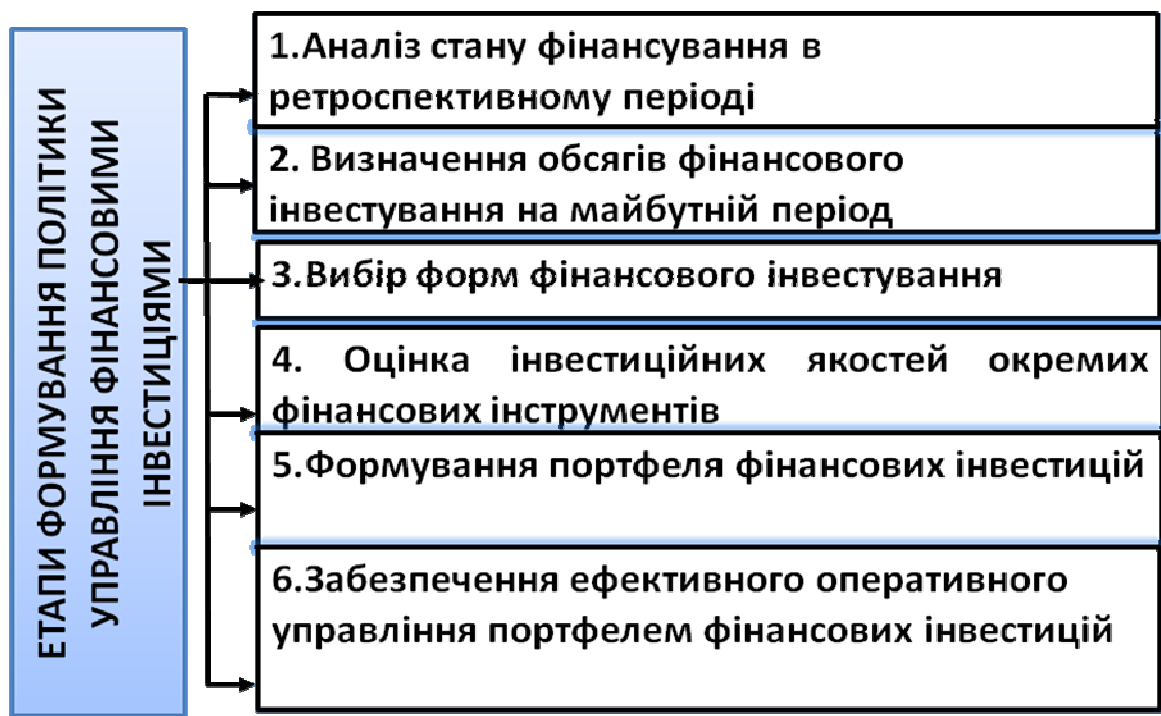 ЕТАПИ ФОРМУВАННЯ ПОЛІТИКИ
УПРАВЛІННЯ ФІНАНСОВИМИ
ІНВЕСТИЦІЯМИ
1.Аналіз стану фінансування в
ретроспективному періоді
2. Визначення обсягів фінансового
інвестування на майбутній період
3.Вибір форм фінансового інвестування
4. Оцінка інвестиційних якостей окремих
фінансових інструментів
5.Формування портфеля фінансових інвестицій
6.Забезпечення ефективного оперативного
управління портфелем фінансових інвестицій